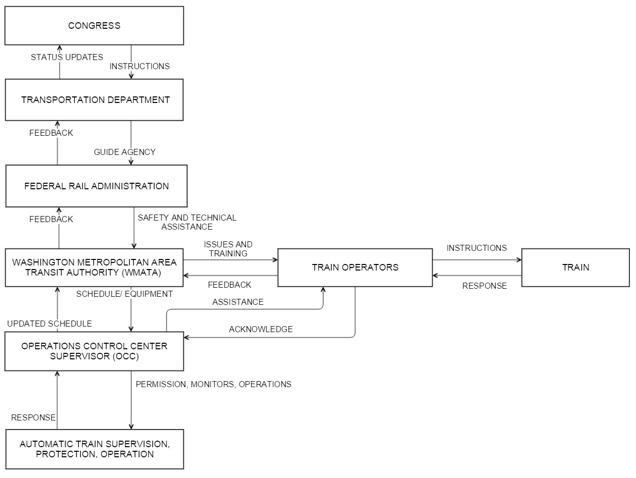 CONGRESS
STATUS UPDATES
INSTRUCTIONS
TRANSPORTATION DEPARTMENT
FEEDBACK
GUIDE AGENCY
FEDERAL RAIL ADMINISTRATION
FEEDBACK
SAFETY AND TECHNICAL
ASSISTANCE
WASHINGTON METROPOLITAN AREA
TRANSIT AUTHORITY (WMATA)
ISSUES AND
TRAINING
FEEDBACK
TRAIN OPERATORS
INSTRUCTIONS
RESPONSE
TRAIN
SCHEDULE/ EQUIPMENT
ASSISTANCE
UPDATED SCHEDULE
ACKNOWLEDGE
OPERATIONS CONTROL CENTER
SUPERVISOR (OCC)
PERMISSION, MONITORS, OPERATIONS
RESPONSE
AUTOMATIC TRAIN SUPERVISION,
PROTECTION, OPERATION